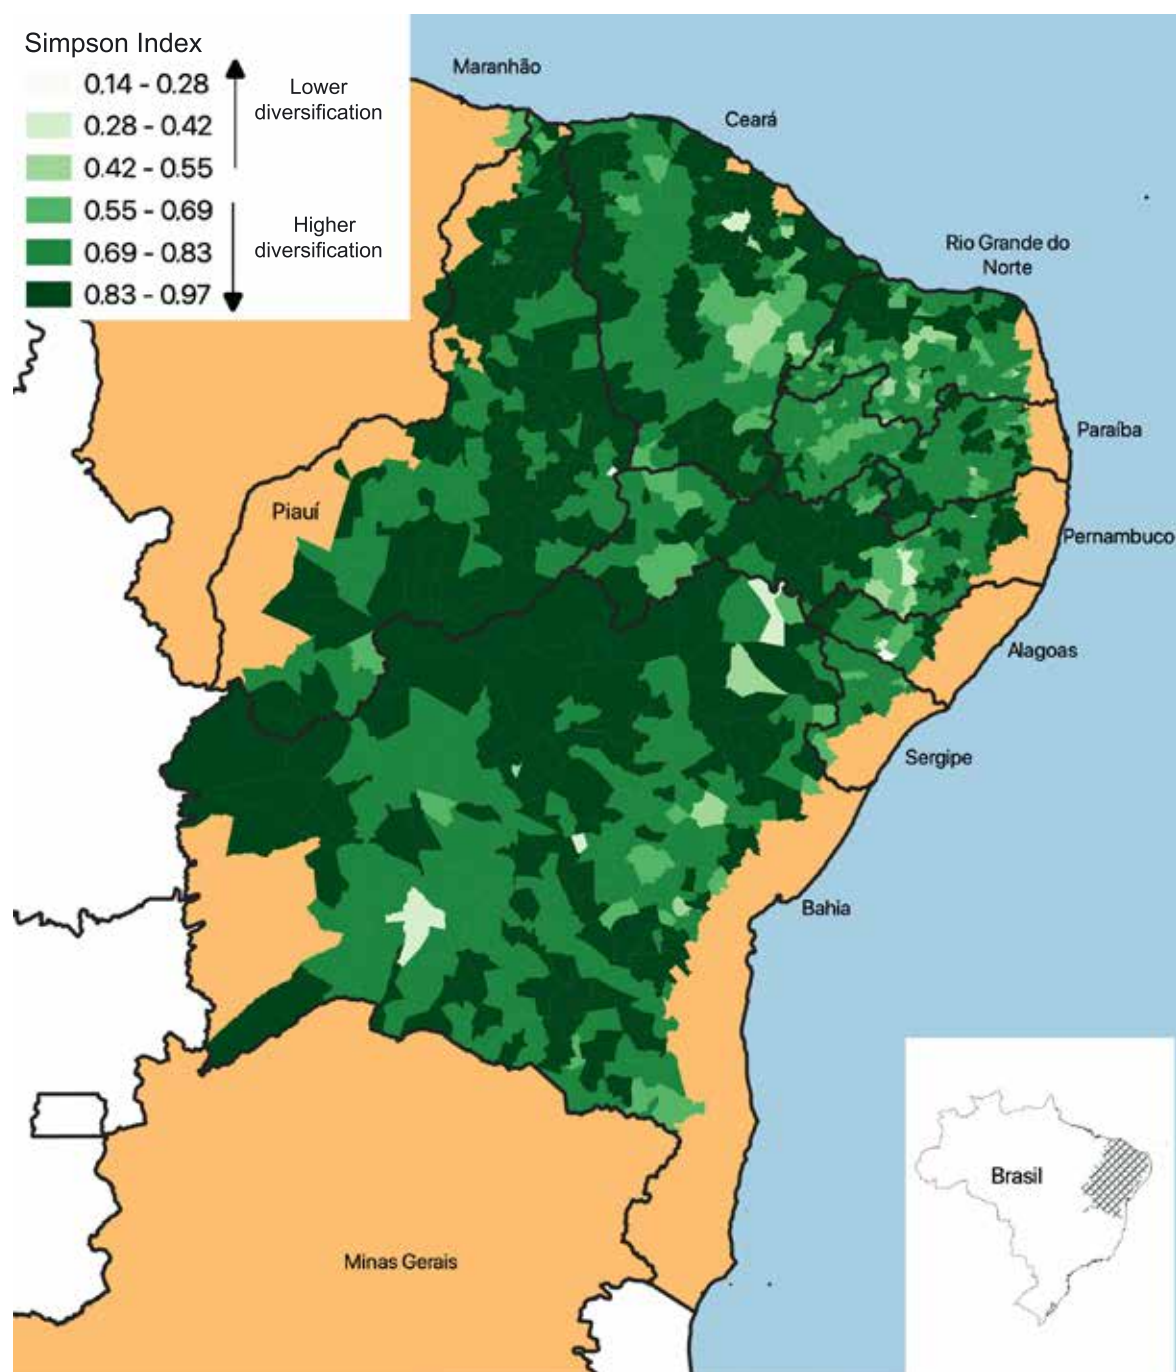 Simpson Index
0.14 - 0.28
0.28 - 0.42
0.42 - 0.55
0.55 - 0.69
0.69 - 0.83
0.83 - 0.97
Lower
diversification
Higher
diversification
Maranhão
Ceará
Rio Grande do
Norte
Paraíba
Piauí
Pernambuco
Alagoas
Sergipe
Bahia
Brasil
Minas Gerais